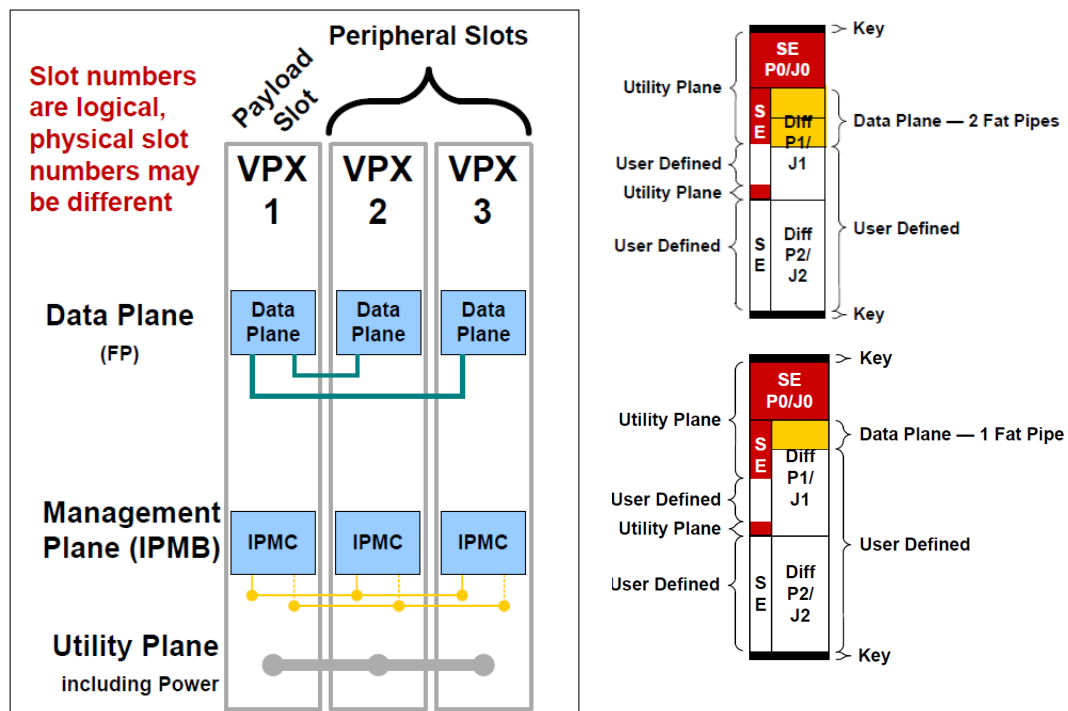 Slot numbers
are logical,
physical slot
numbers may
be different
Payload
Slot
Peripheral Slots
VPX
1
VPX
2
VPX
3
Data Plane
(FP)
Data
Plane
Data
Plane
Data
Plane
Management
Plane (IPMB)
IPMC
IPMC
IPMC
Utility Plane
including Power
Key
SE
P0/J0
Utility Plane
S
E
Diff
P1/
J1
Data Plane — 2 Fat Pipes
User Defined
Utility Plane
User Defined
S
E
Diff
P2/
J2
User Defined
Key
Key
SE
P0/J0
Utility Plane
S
E
Diff
P1/
J1
Data Plane — 1 Fat Pipe
User Defined
Utility Plane
User Defined
S
E
Diff
P2/
J2
User Defined
Key